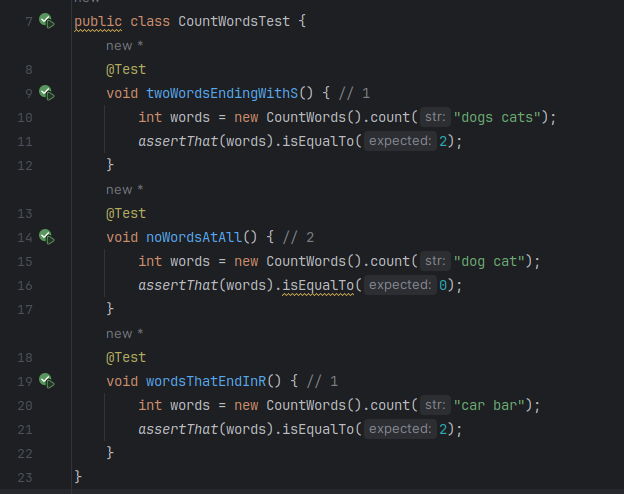 7 public class CountWordsTest {
new *
8 @Test
9 void twoWordsEndingWithS() { // 1
10 int words = new CountWords().count( str: "dogs cats");
11 assertThat(words).isEqualTo( expected: 2);
12 }
new *
13 @Test
14 void noWordsAtAll() { // 2
15 int words = new CountWords().count( str: "dog cat");
16 assertThat(words).isEqualTo( expected: 0);
17 }
new *
18 @Test
19 void wordsThatEndInR() { // 1
20 int words = new CountWords().count( str: "car bar");
21 assertThat(words).isEqualTo( expected: 2);
22 }
23 }